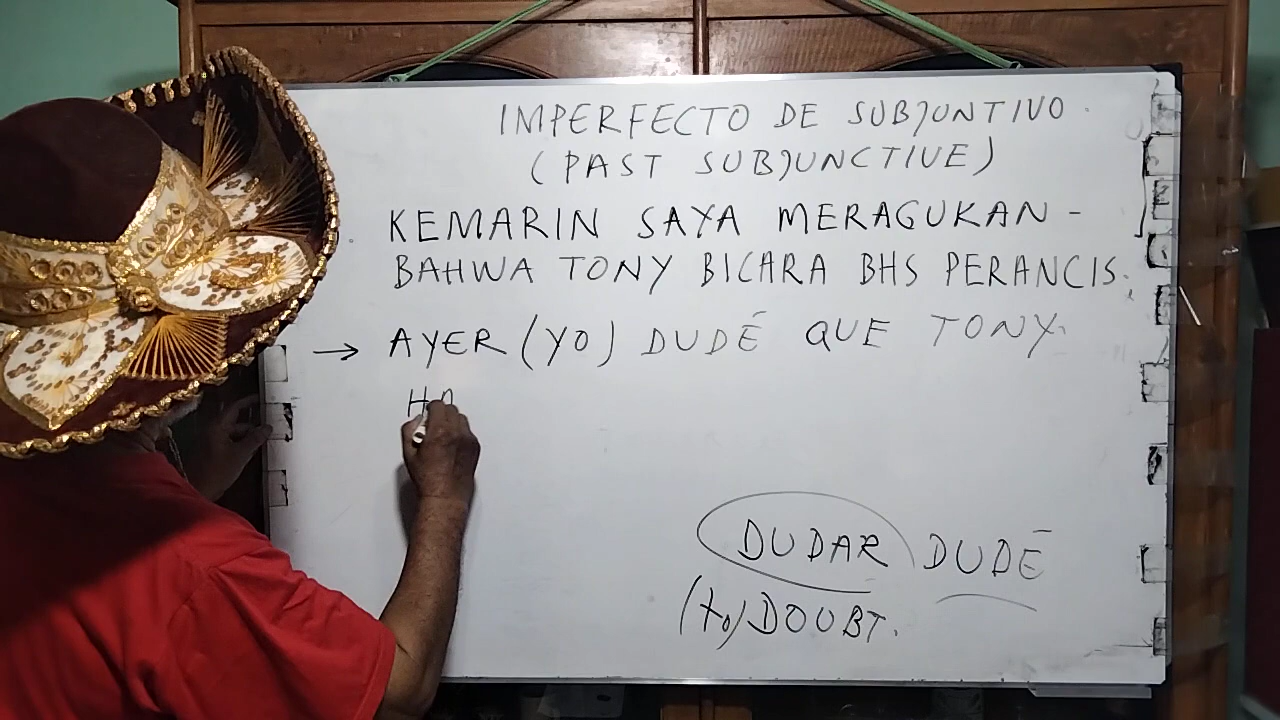 IMPERFECTO DE SUBJUNTIVO.
(PAST SUBJUNCTIVE)
KEMARIN SAYA MERAGUKAN -
BAHWA TONY BICARA BHS PERANCIS.
→ AYER (YO) DUDÉ QUE TONY
HA
DUDAR DUDÉ
(to) DOUBT.